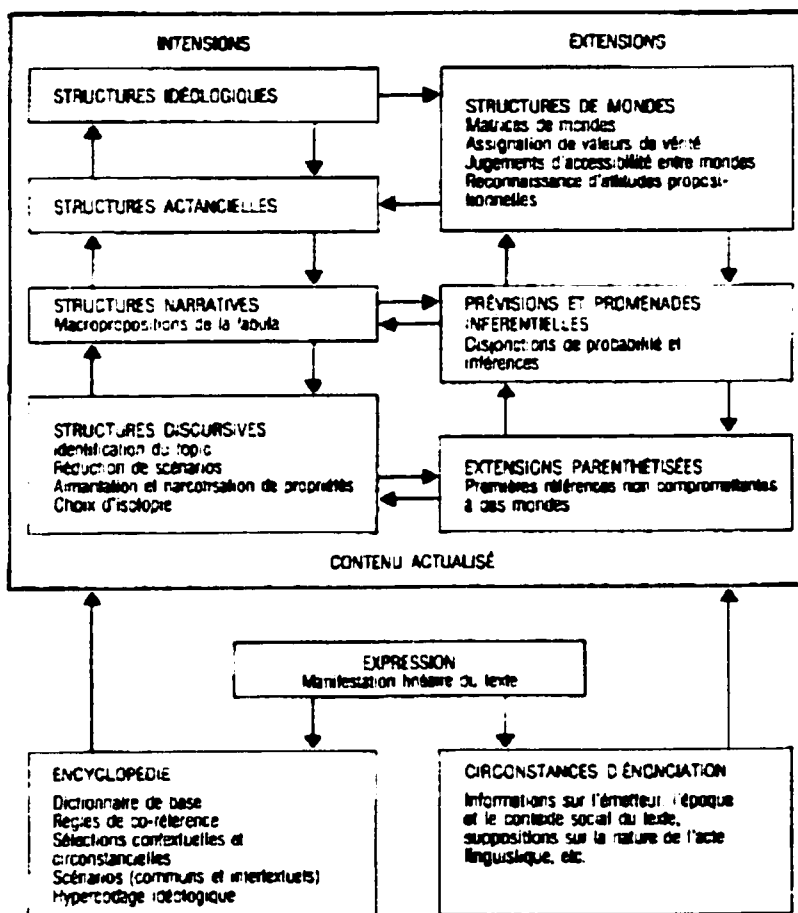 INTENSIONS
EXTENSIONS
STRUCTURES IDÉOLOGIQUES
STRUCTURES ACTANCIELLES
STRUCTURES NARRATIVES
Macropropositions de la fabula
STRUCTURES DISCURSIVES
Identification du topic
Réduction de scénarios
Aimantation et narcotisation de propriétés
Choix d'isotopie
STRUCTURES DE MONDES
Matrices de mondes
Assignation de valeurs de vérité
Jugements d'accessibilité entre mondes
Reconnaissance d'attitudes proposi-
tionnelles
PRÉVISIONS ET PROMENADES
INFÉRENTIELLES
Disjonctions de probabilité et
inférences
EXTENSIONS PARENTHÉTISÉES
Premières références non compromettantes
à des mondes
CONTENU ACTUALISÉ
EXPRESSION
Manifestation linéaire du texte
ENCYCLOPÉDIE
Dictionnaire de base
Règles de co-référence
Sélections contextuelles et
circonstancielles
Scénarios (communs et intertextuels)
Hypercodage idéologique
CIRCONSTANCES D'ÉNONCIATION
Informations sur l'émetteur, l'époque
et le contexte social du texte,
suppositions sur la nature de l'acte
linguistique, etc.